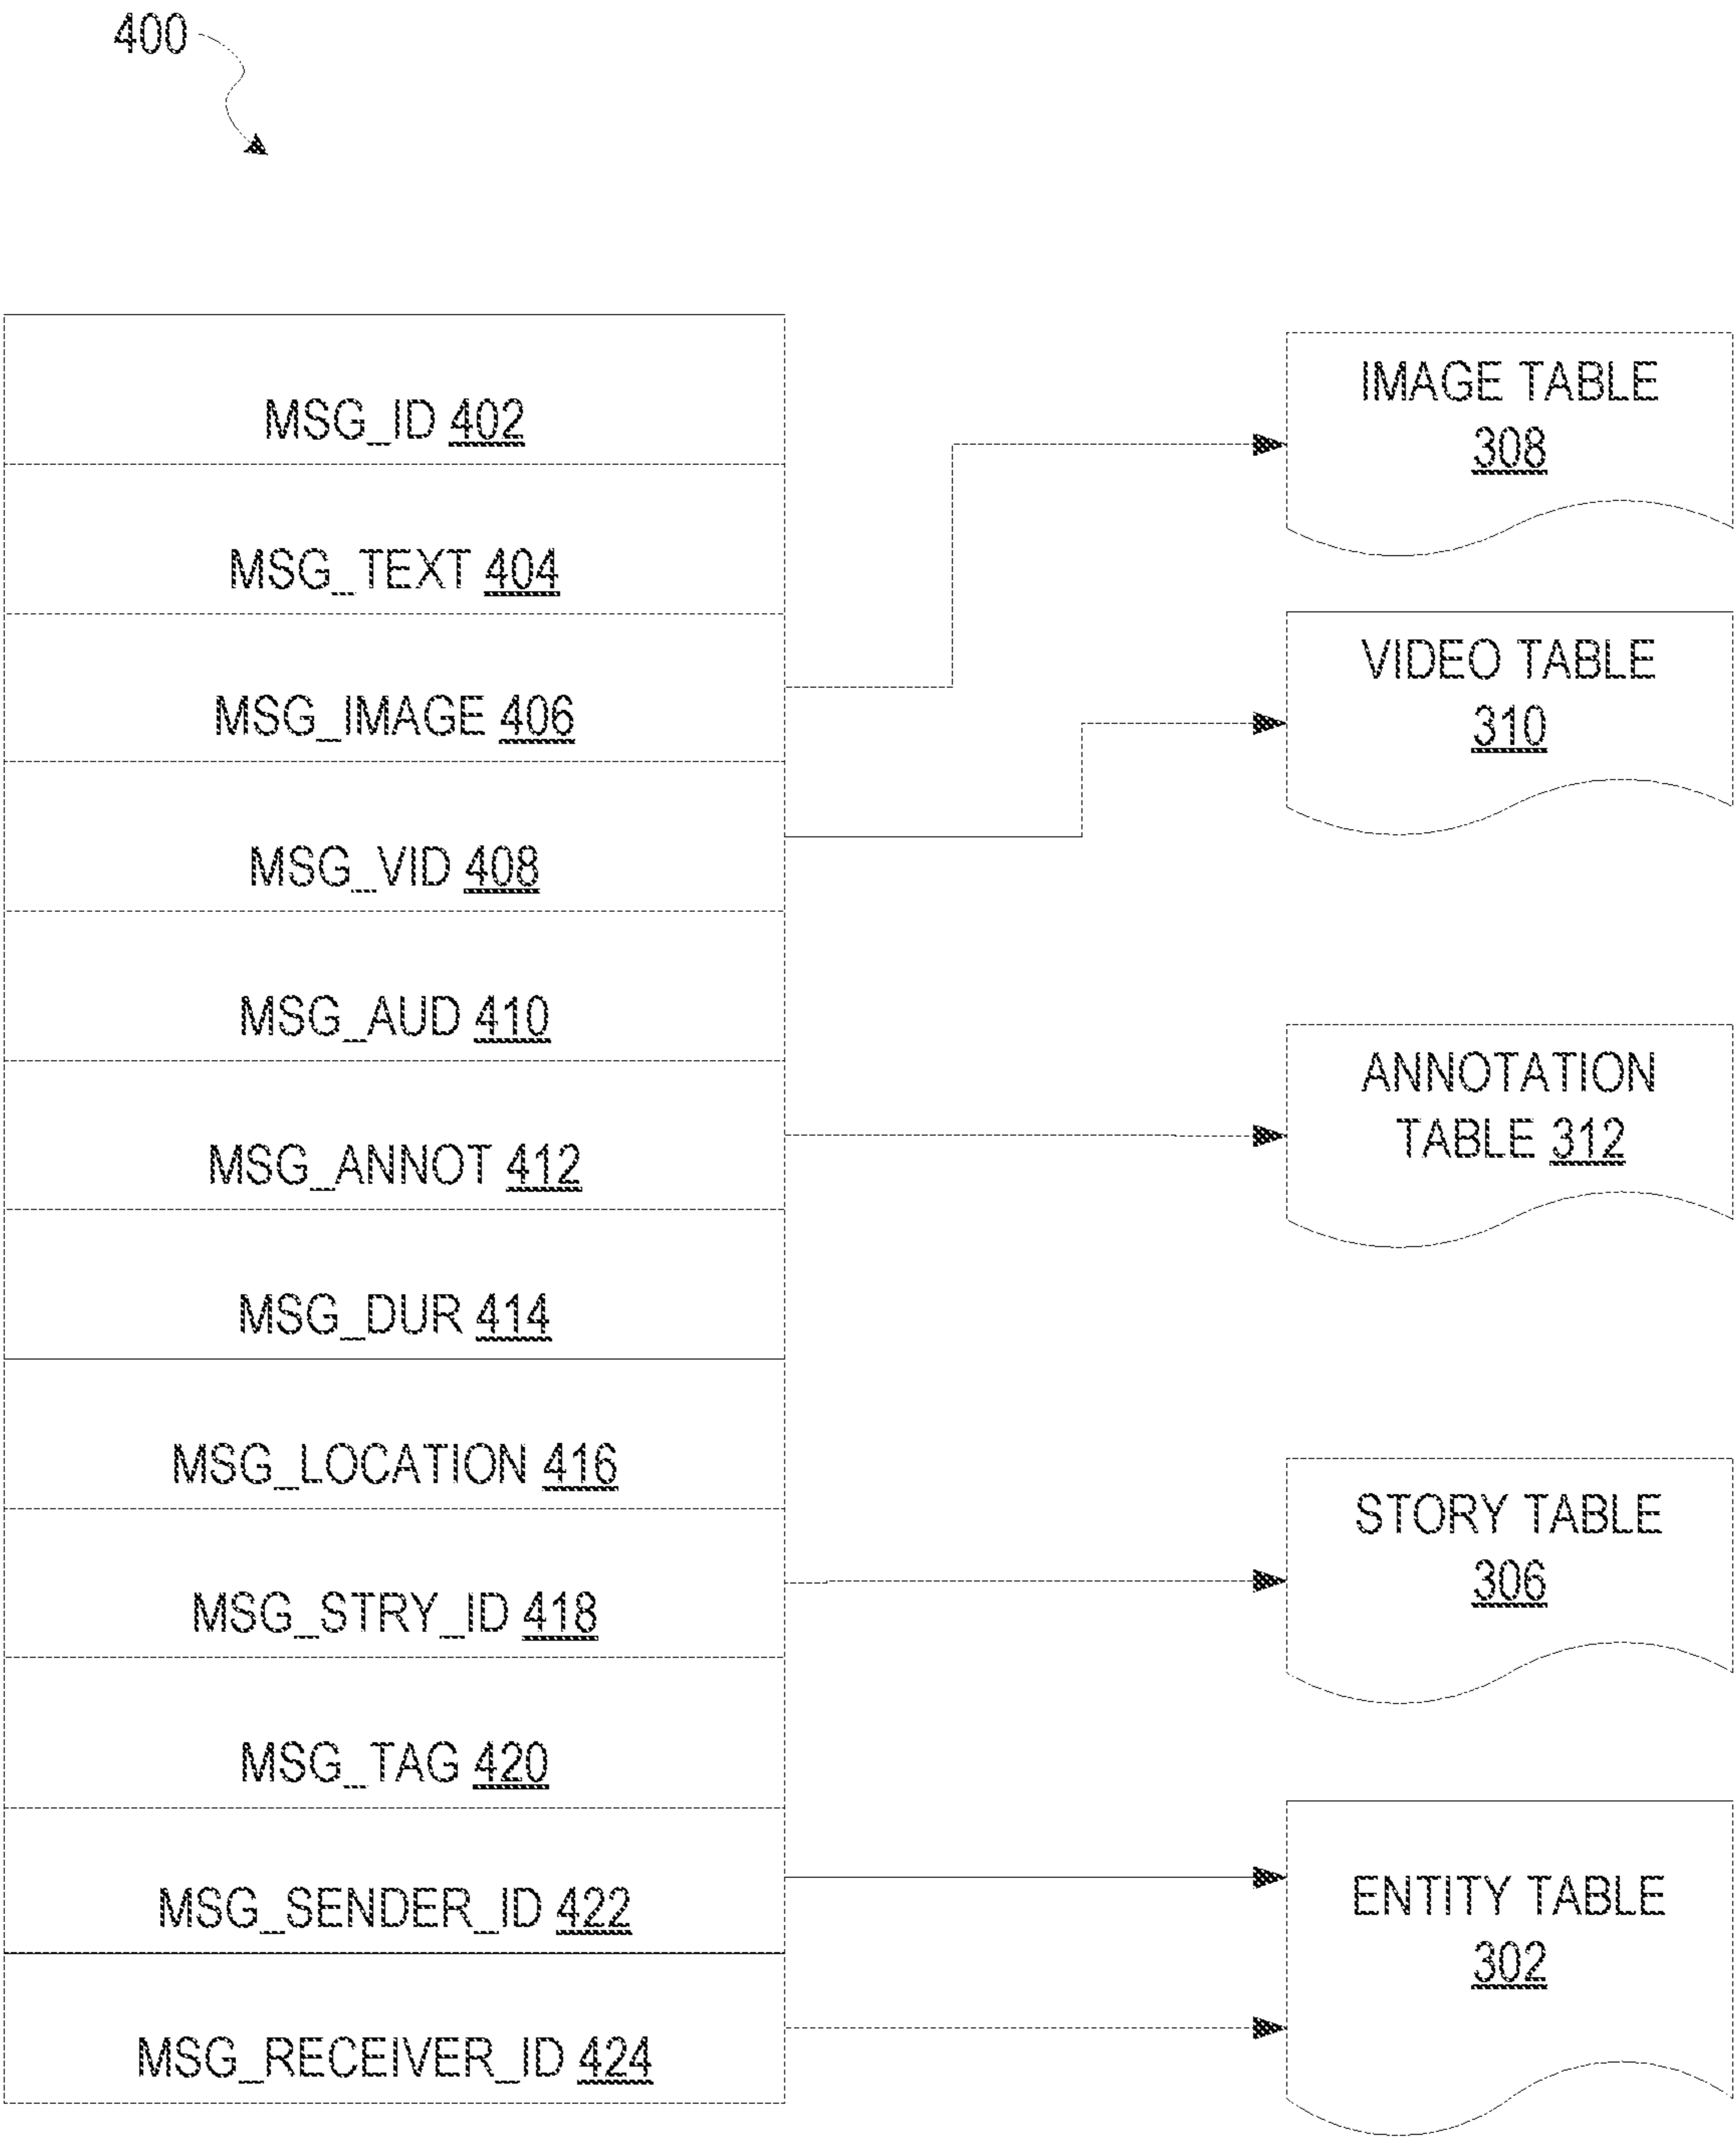 400
MSG_ID 402
MSG_TEXT 404
MSG_IMAGE 406
MSG_VID 408
MSG_AUD 410
MSG_ANNOT 412
MSG_DUR 414
MSG_LOCATION 416
MSG_STRY_ID 418
MSG_TAG 420
MSG_SENDER_ID 422
MSG_RECEIVER_ID 424
IMAGE TABLE
308
VIDEO TABLE
310
ANNOTATION
TABLE 312
STORY TABLE
306
ENTITY TABLE
302